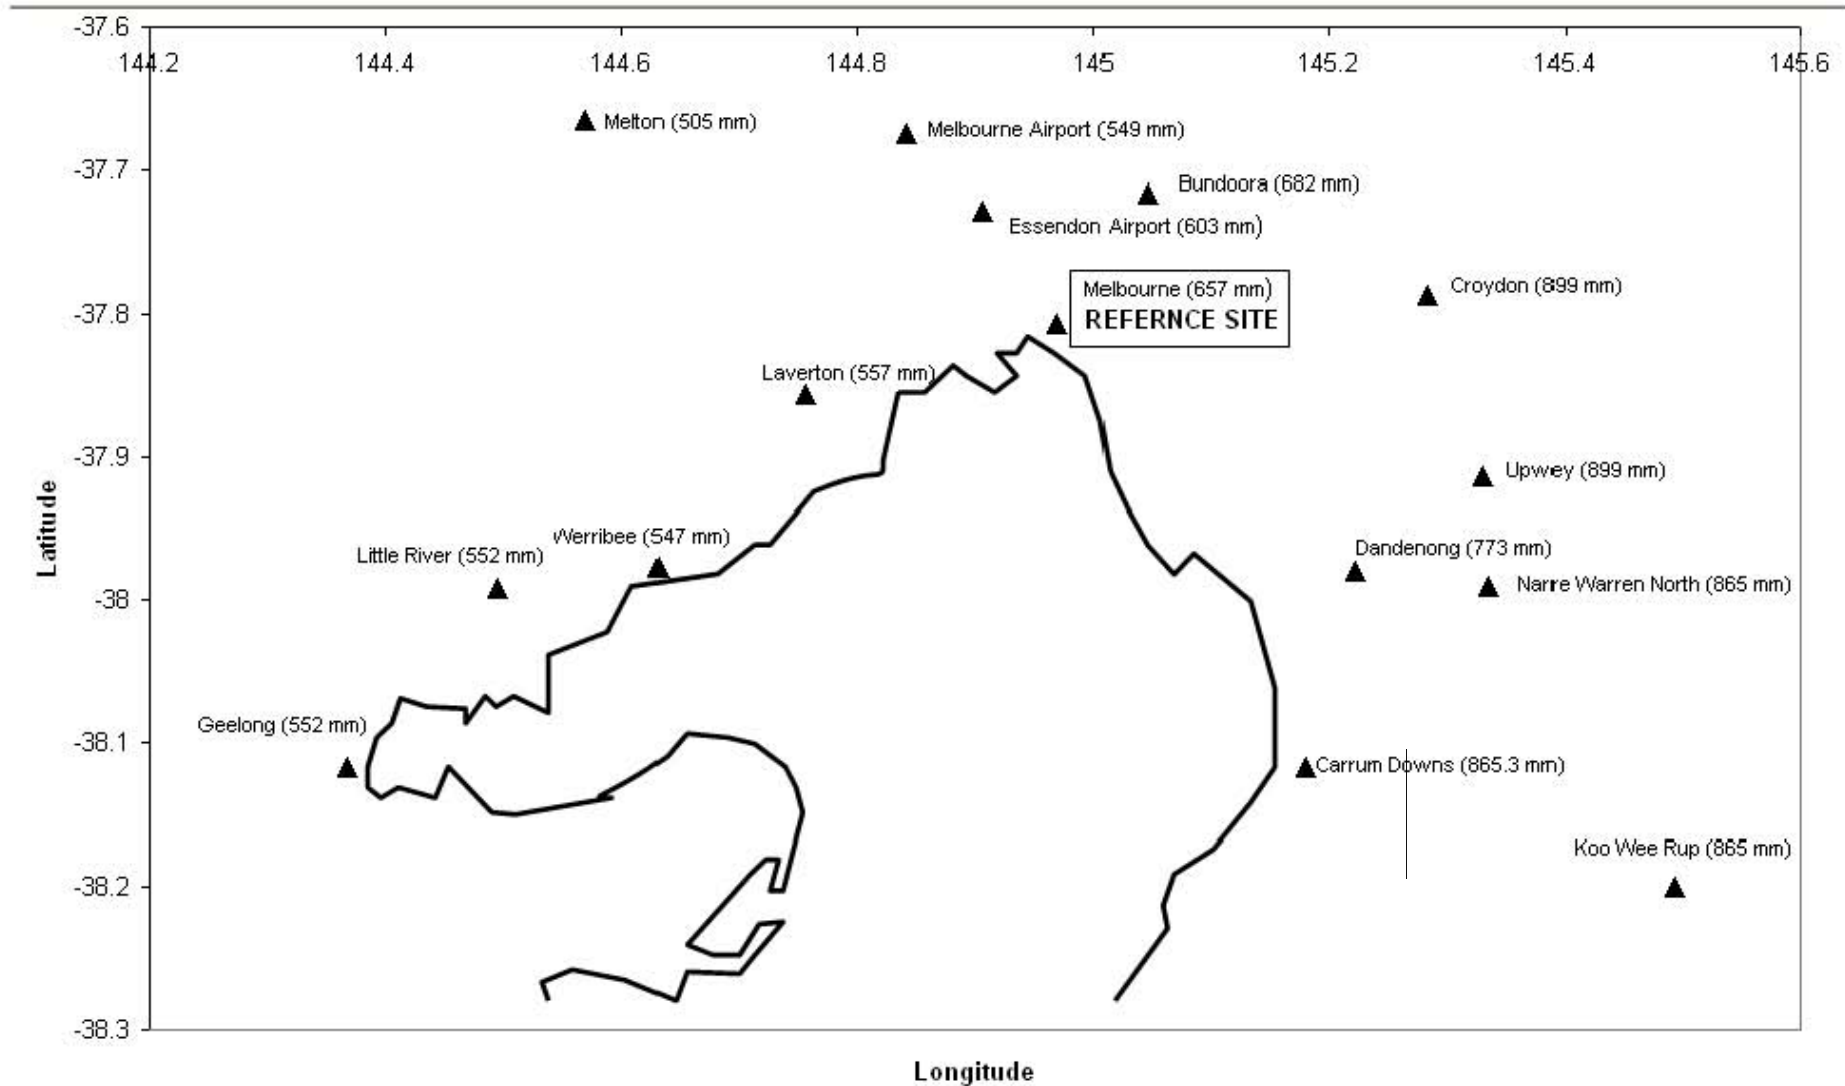 -37.6
144.2 144.4 144.6 144.8 145 145.2 145.4 145.6
Melton (505 mm)
Melbourne Airport (549 mm)
-37.7
Bundoora (682 mm)
Essendon Airport (603 mm)
Melbourne (657 mm)
REFERNCE SITE
Croydon (899 mm)
-37.8
Laverton (557 mm)
-37.9
Upwey (899 mm)
Latitude
Werribee (547 mm)
Little River (552 mm)
Dandenong (773 mm)
Narre Warren North (865 mm)
-38
Geelong (552 mm)
-38.1
Carrum Downs (865.3 mm)
Koo Wee Rup (865 mm)
-38.2
-38.3
Longitude